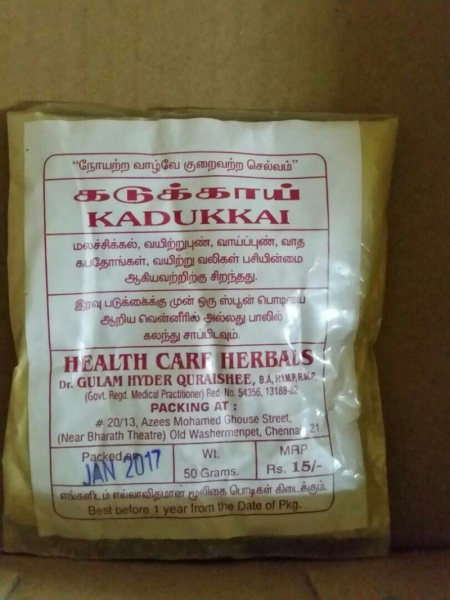 "நோயற்ற வாழ்வே குறைவற்ற செல்வம்"
கடுக்காய்
KADUKKAI
மலச்சிக்கல், வயிற்றுபுண், வாய்ப்புண், வாத
கபதோங்கள், வயிற்று வலிகள் பசியின்மை
ஆகியவற்றிற்கு சிறந்தது.
இரவு படுக்கைக்கு முன் ஒரு ஸ்பூன் பொடியை
ஆறிய வென்னீரில் அல்லது பாலில்
கலந்து சாப்பிடவும்.
HEALTH CARE HERBALS
Dr. GULAM HYDER QURAISHEE, B.A, H.I.M.P, R.M.P.
(Govt. Regd. Medical Practitioner) Red. No. 54356, 13188-82
PACKING AT :
# 20/13, Azees Mohamed Ghouse Street,
(Near Bharath Theatre) Old Washermenpet, Chennai 21
Packed on Wt. MRP
JAN 2017 50 Grams. Rs. 15/-
எங்களிடம் எல்லாவிதமான மூலிகை பொடிகள் கிடைக்கும்.
Best before 1 year from the Date of Pkg.